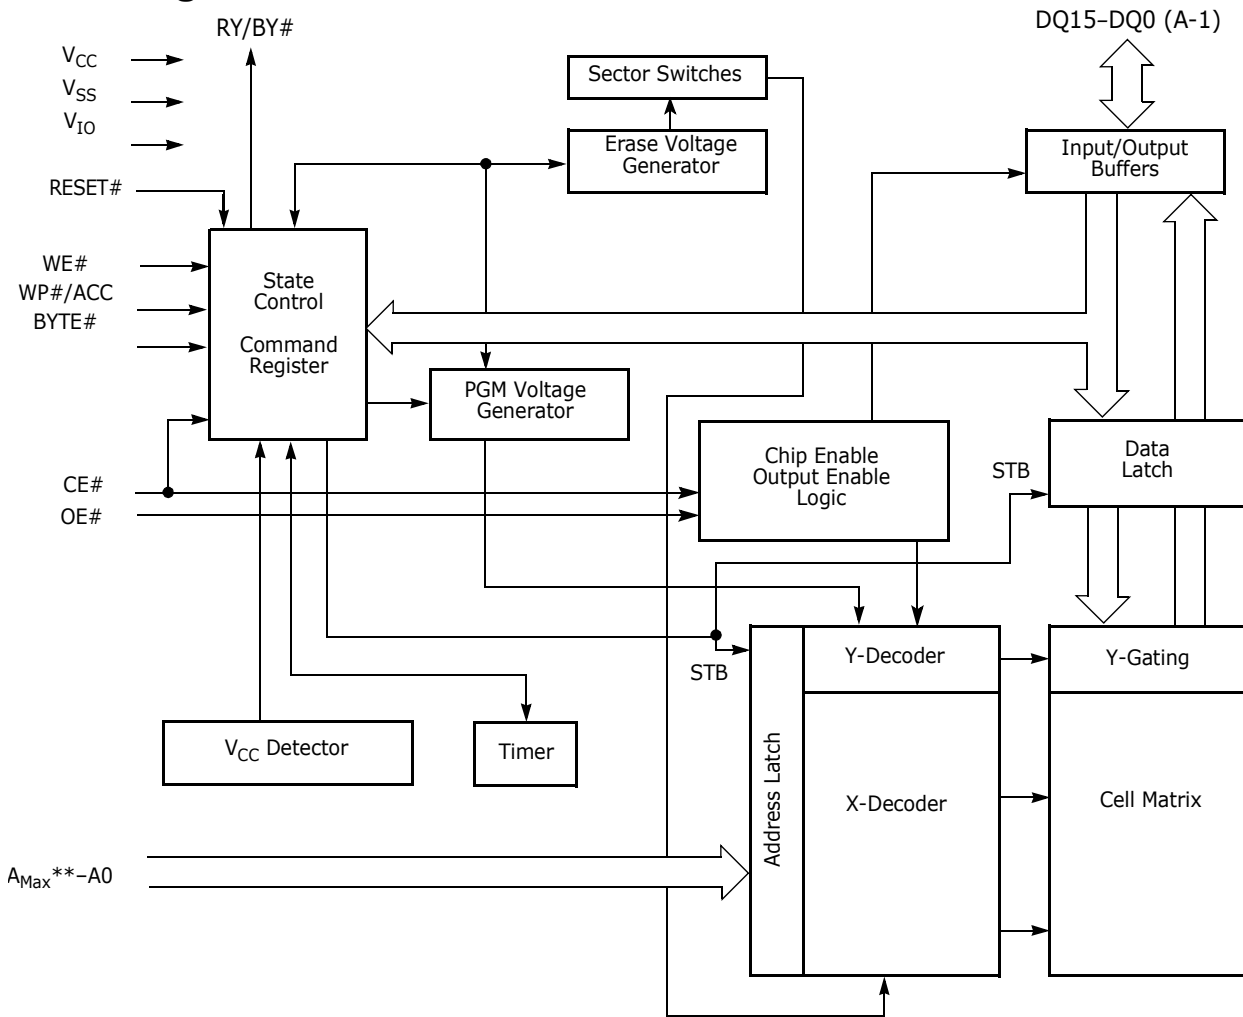 RY/BY#
DQ15–DQ0 (A-1)
VCC
VSS
VIO
Sector Switches
Erase Voltage
Generator
Input/Output
Buffers
RESET#
WE#
WP#/ACC
BYTE#
State
Control
Command
Register
PGM Voltage
Generator
CE#
OE#
Chip Enable
Output Enable
Logic
STB
Data
Latch
STB
Y-Decoder
Y-Gating
VCC Detector
Timer
Address Latch
X-Decoder
Cell Matrix
AMax**–A0